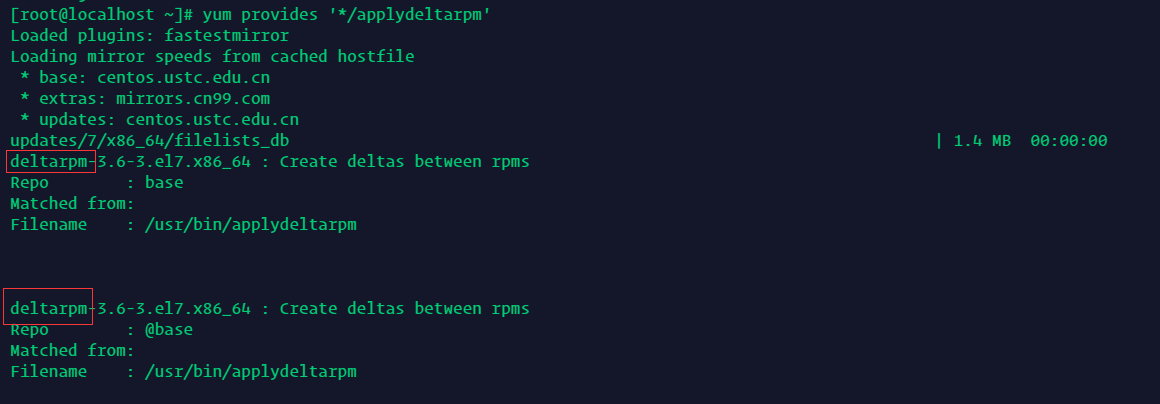 [root@localhost ~]# yum provides '*/applydeltarpm'
Loaded plugins: fastestmirror
Loading mirror speeds from cached hostfile
 * base: centos.ustc.edu.cn
 * extras: mirrors.cn99.com
 * updates: centos.ustc.edu.cn
updates/7/x86_64/filelists_db | 1.4 MB 00:00:00
deltarpm-3.6-3.el7.x86_64 : Create deltas between rpms
Repo : base
Matched from:
Filename : /usr/bin/applydeltarpm
deltarpm-3.6-3.el7.x86_64 : Create deltas between rpms
Repo : @base
Matched from:
Filename : /usr/bin/applydeltarpm